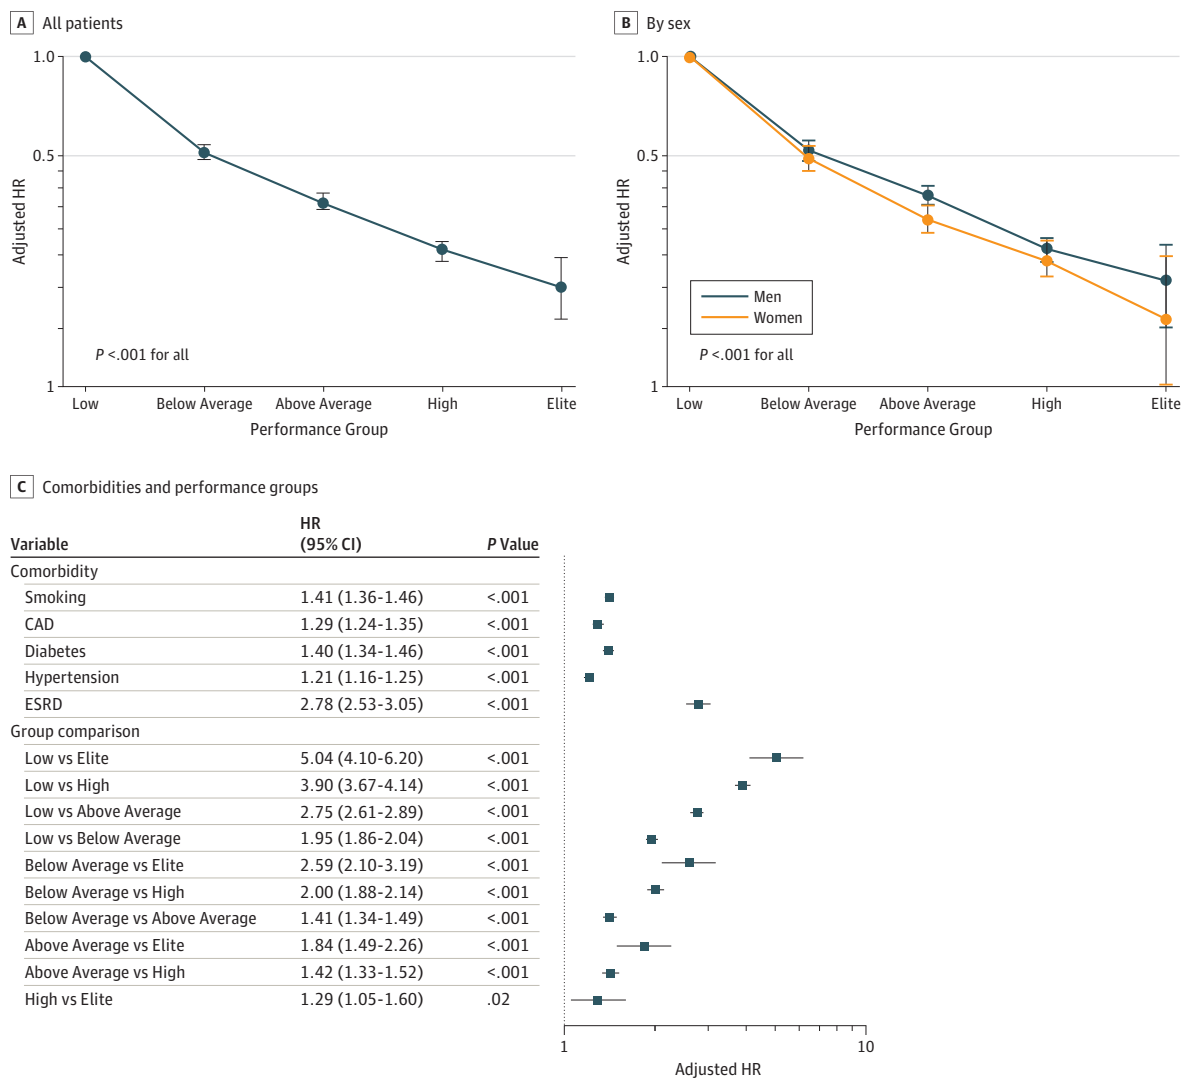 A All patients
1.0
0.5
1
Adjusted HR
P <.001 for all
Low Below Average Above Average High Elite
Performance Group
B By sex
1.0
0.5
1
Adjusted HR
Men
Women
P <.001 for all
Low Below Average Above Average High Elite
Performance Group
C Comorbidities and performance groups
Variable HR (95% CI) P Value
Comorbidity
Smoking 1.41 (1.36-1.46) <.001
CAD 1.29 (1.24-1.35) <.001
Diabetes 1.40 (1.34-1.46) <.001
Hypertension 1.21 (1.16-1.25) <.001
ESRD 2.78 (2.53-3.05) <.001
Group comparison
Low vs Elite 5.04 (4.10-6.20) <.001
Low vs High 3.90 (3.67-4.14) <.001
Low vs Above Average 2.75 (2.61-2.89) <.001
Low vs Below Average 1.95 (1.86-2.04) <.001
Below Average vs Elite 2.59 (2.10-3.19) <.001
Below Average vs High 2.00 (1.88-2.14) <.001
Below Average vs Above Average 1.41 (1.34-1.49) <.001
Above Average vs Elite 1.84 (1.49-2.26) <.001
Above Average vs High 1.42 (1.33-1.52) <.001
High vs Elite 1.29 (1.05-1.60) .02
1 10
Adjusted HR